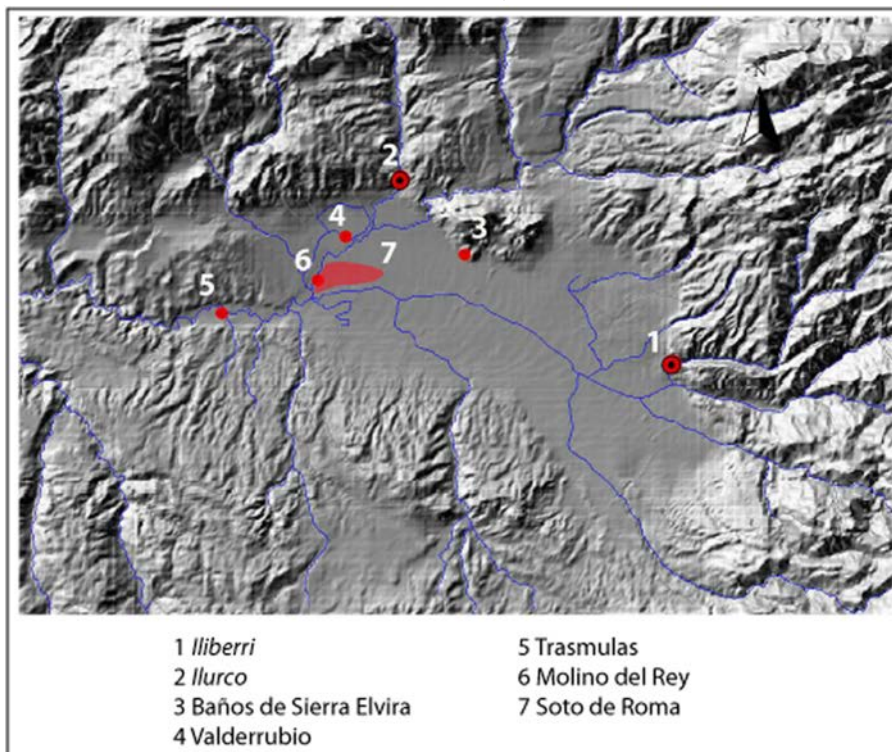 N
2
4
3
7
6
5
1
1 Iliberri
2 Ilurco
3 Baños de Sierra Elvira
4 Valderrubio
5 Trasmulas
6 Molino del Rey
7 Soto de Roma